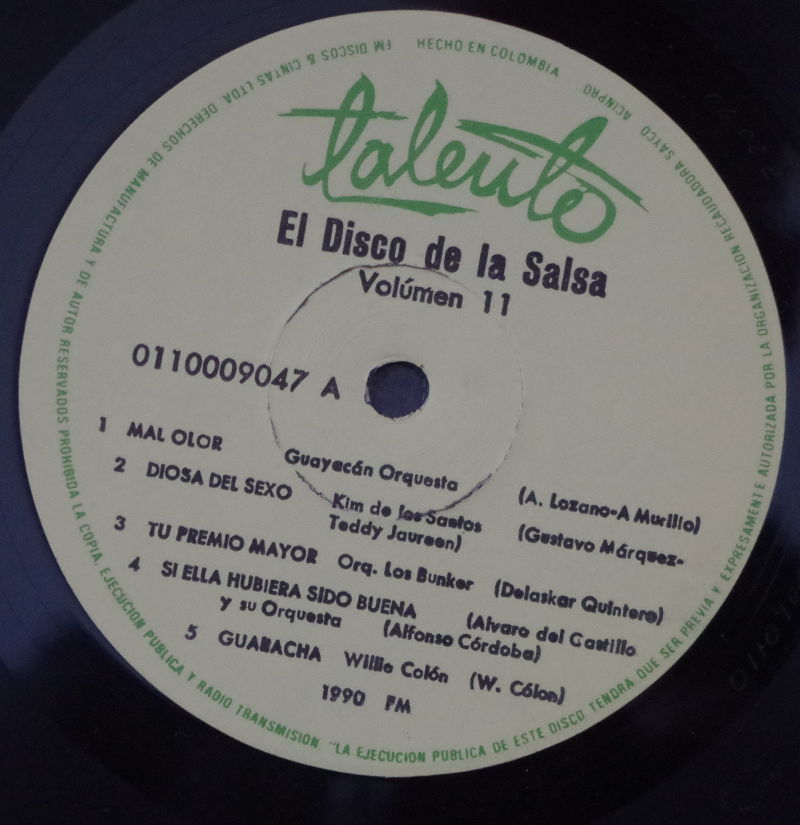 HECHO EN COLOMBIA
talento
El Disco de la Salsa
Volúmen 11
0110009047 A
1 MAL OLOR Guayacán Orquesta (A. Lozano-A Murillo)
2 DIOSA DEL SEXO Kim de los Santos (Gustavo Márquez-
Teddy Jaureen)
3 TU PREMIO MAYOR Orq. Los Bunker (Delaskar Quintero)
4 SI ELLA HUBIERA SIDO BUENA (Alvaro del Castillo
y su Orquesta (Alfonso Córdoba)
5 GUARACHA Willie Colón (W. Cólon)
1990 FM
FM DISCOS & CINTAS LTDA. DERECHOS DE MANUFACTURA Y DE AUTOR RESERVADOS PROHIBIDA LA COPIA, EJECUCION PUBLICA Y RADIO TRANSMISION. "LA EJECUCION PUBLICA DE ESTE DISCO TENDRA QUE SER PREVIA Y EXPRESAMENTE AUTORIZADA POR LA ORGANIZACION RECAUDADORA SAYCO ACINPRO